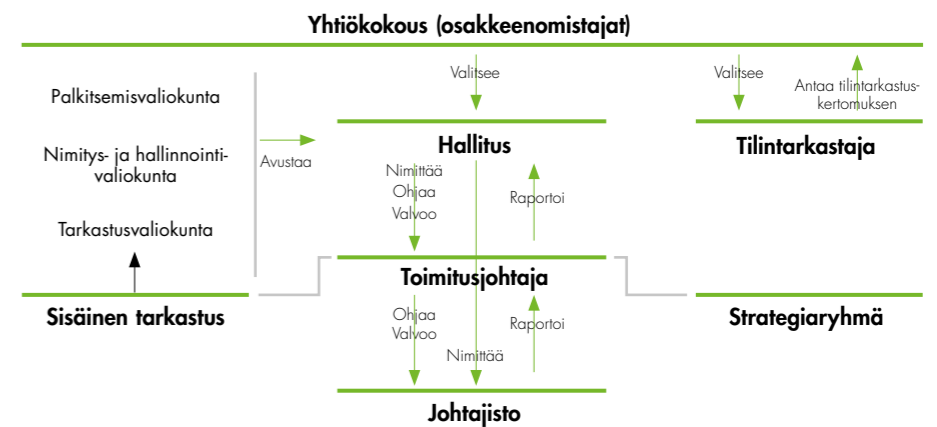 Yhtiökokous (osakkeenomistajat)
Valitsee
Valitsee
Antaa tilintarkastus-
kertomuksen
Palkitsemisvaliokunta
Nimitys- ja hallinnointi-
valiokunta
Tarkastusvaliokunta
Avustaa
Hallitus
Tilintarkastaja
Nimittää
Ohjaa
Valvoo
Raportoi
Toimitusjohtaja
Sisäinen tarkastus
Strategiaryhmä
Ohjaa
Valvoo
Raportoi
Nimittää
Johtajisto